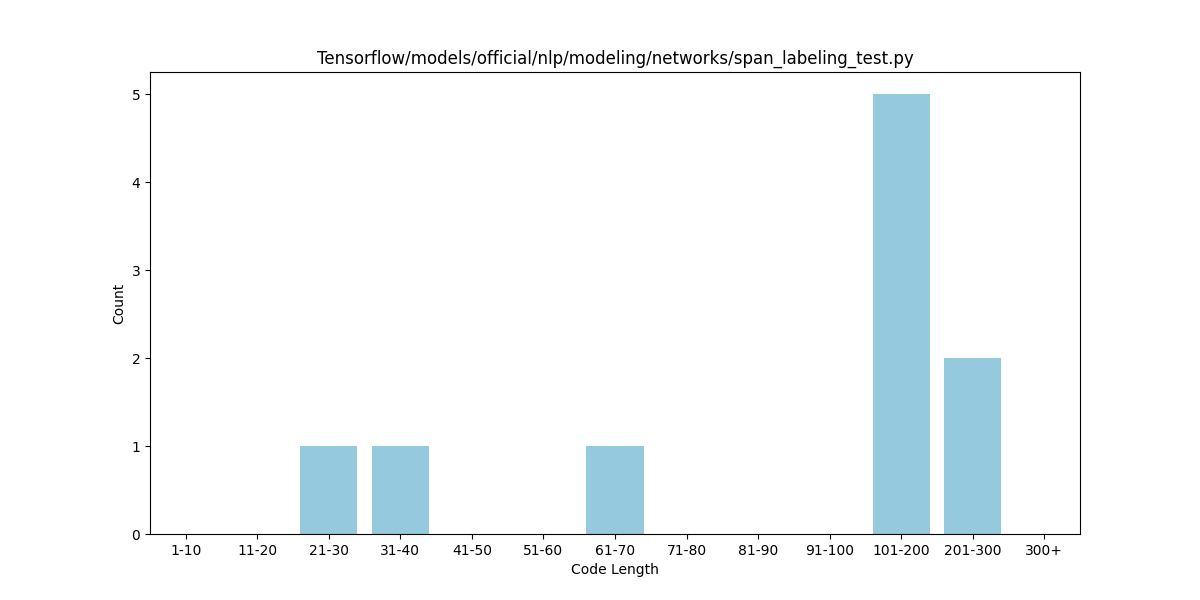 Tensorflow/models/official/nlp/modeling/networks/span_labeling_test.py
5
4
3
2
1
0
Count
1-10 11-20 21-30 31-40 41-50 51-60 61-70 71-80 81-90 91-100 101-200 201-300 300+
Code Length